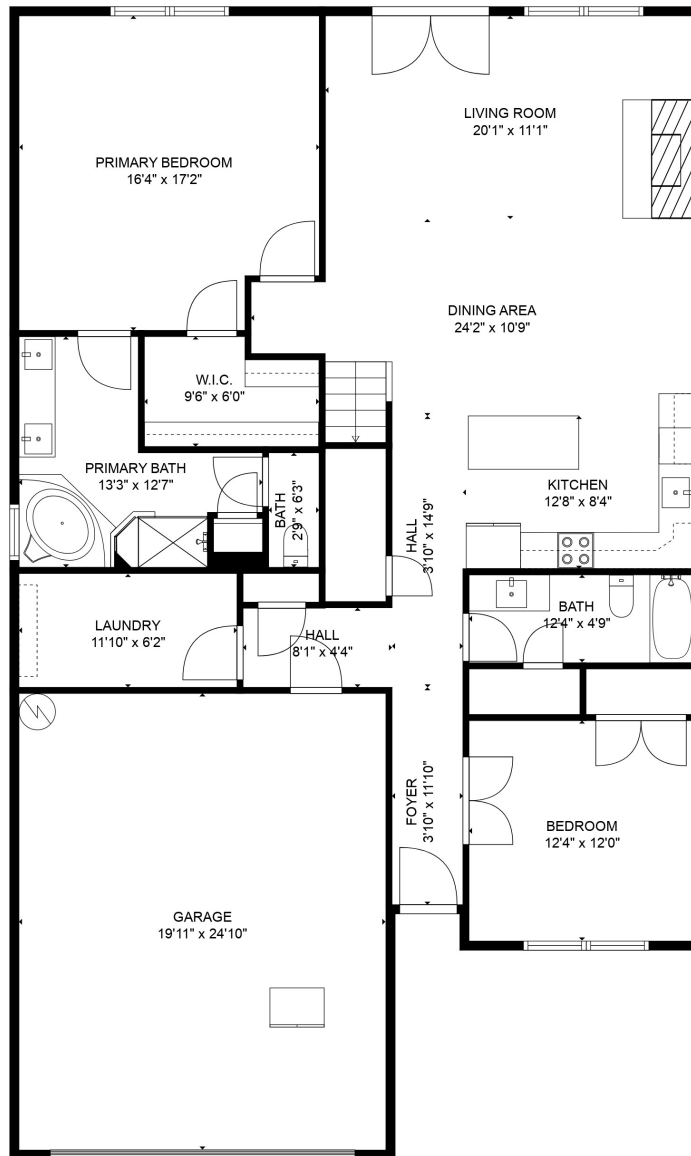 LIVING ROOM
20'1" x 11'1"
PRIMARY BEDROOM
16'4" x 17'2"
DINING AREA
24'2" x 10'9"
W.I.C.
9'6" x 6'0"
PRIMARY BATH
13'3" x 12'7"
BATH
2'9" x 6'3"
HALL
3'10" x 14'9"
KITCHEN
12'8" x 8'4"
LAUNDRY
11'10" x 6'2"
HALL
8'1" x 4'4"
BATH
12'4" x 4'9"
FOYER
3'10" x 11'10"
BEDROOM
12'4" x 12'0"
GARAGE
19'11" x 24'10"